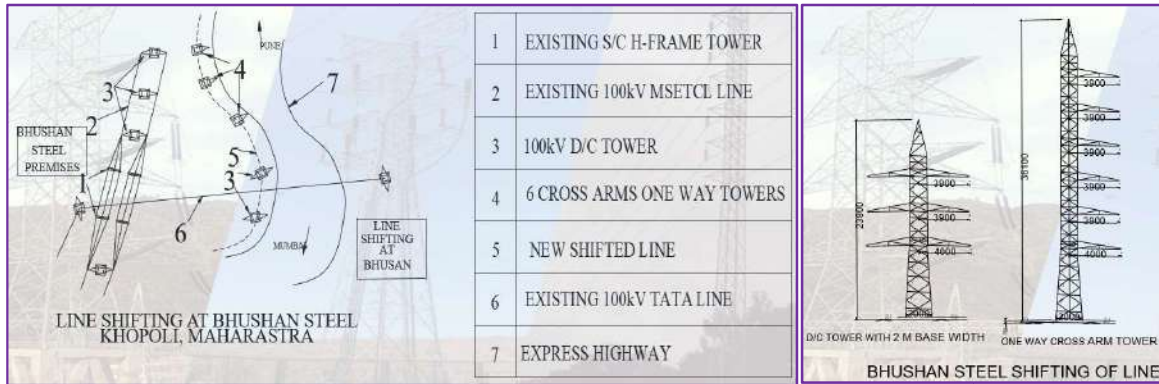 PUNE
3
4
7
2
BHUSHAN
STEEL
PREMISES
5
1
3
6
MUMBAI
LINE
SHIFTING
AT
BHUSAN
LINE SHIFTING AT BHUSHAN STEEL
KHOPOLI, MAHARASTRA
1 EXISTING S/C H-FRAME TOWER
2 EXISTING 100kV MSETCL LINE
3 100kV D/C TOWER
4 6 CROSS ARMS ONE WAY TOWERS
5 NEW SHIFTED LINE
6 EXISTING 100kV TATA LINE
7 EXPRESS HIGHWAY
23900
3900
3900
4000
D/C TOWER WITH 2 M BASE WIDTH
3900
3900
3900
3900
3900
4000
ONE WAY CROSS ARM TOWER
BHUSHAN STEEL SHIFTING OF LINE